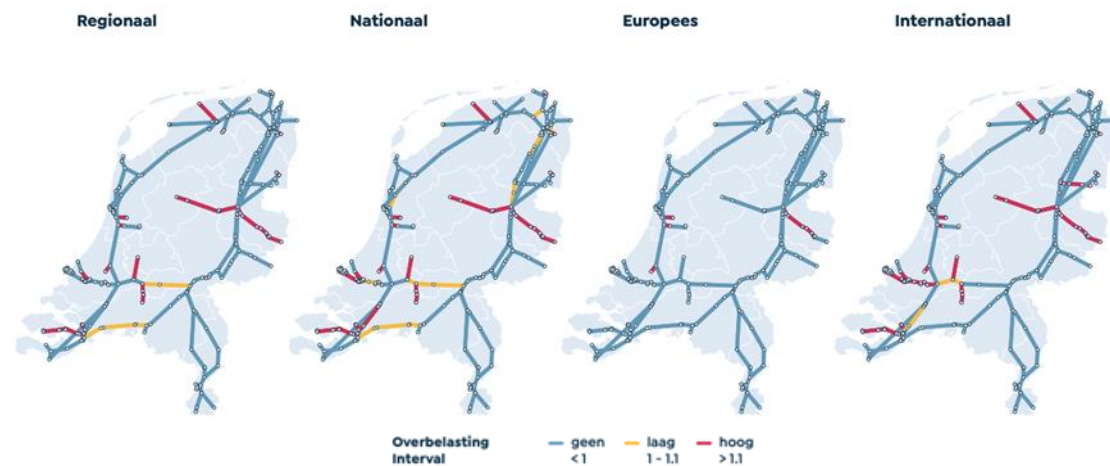 Regionaal Nationaal Europees Internationaal
Overbelasting geen laag hoog
Interval < 1 1 - 1.1 > 1.1